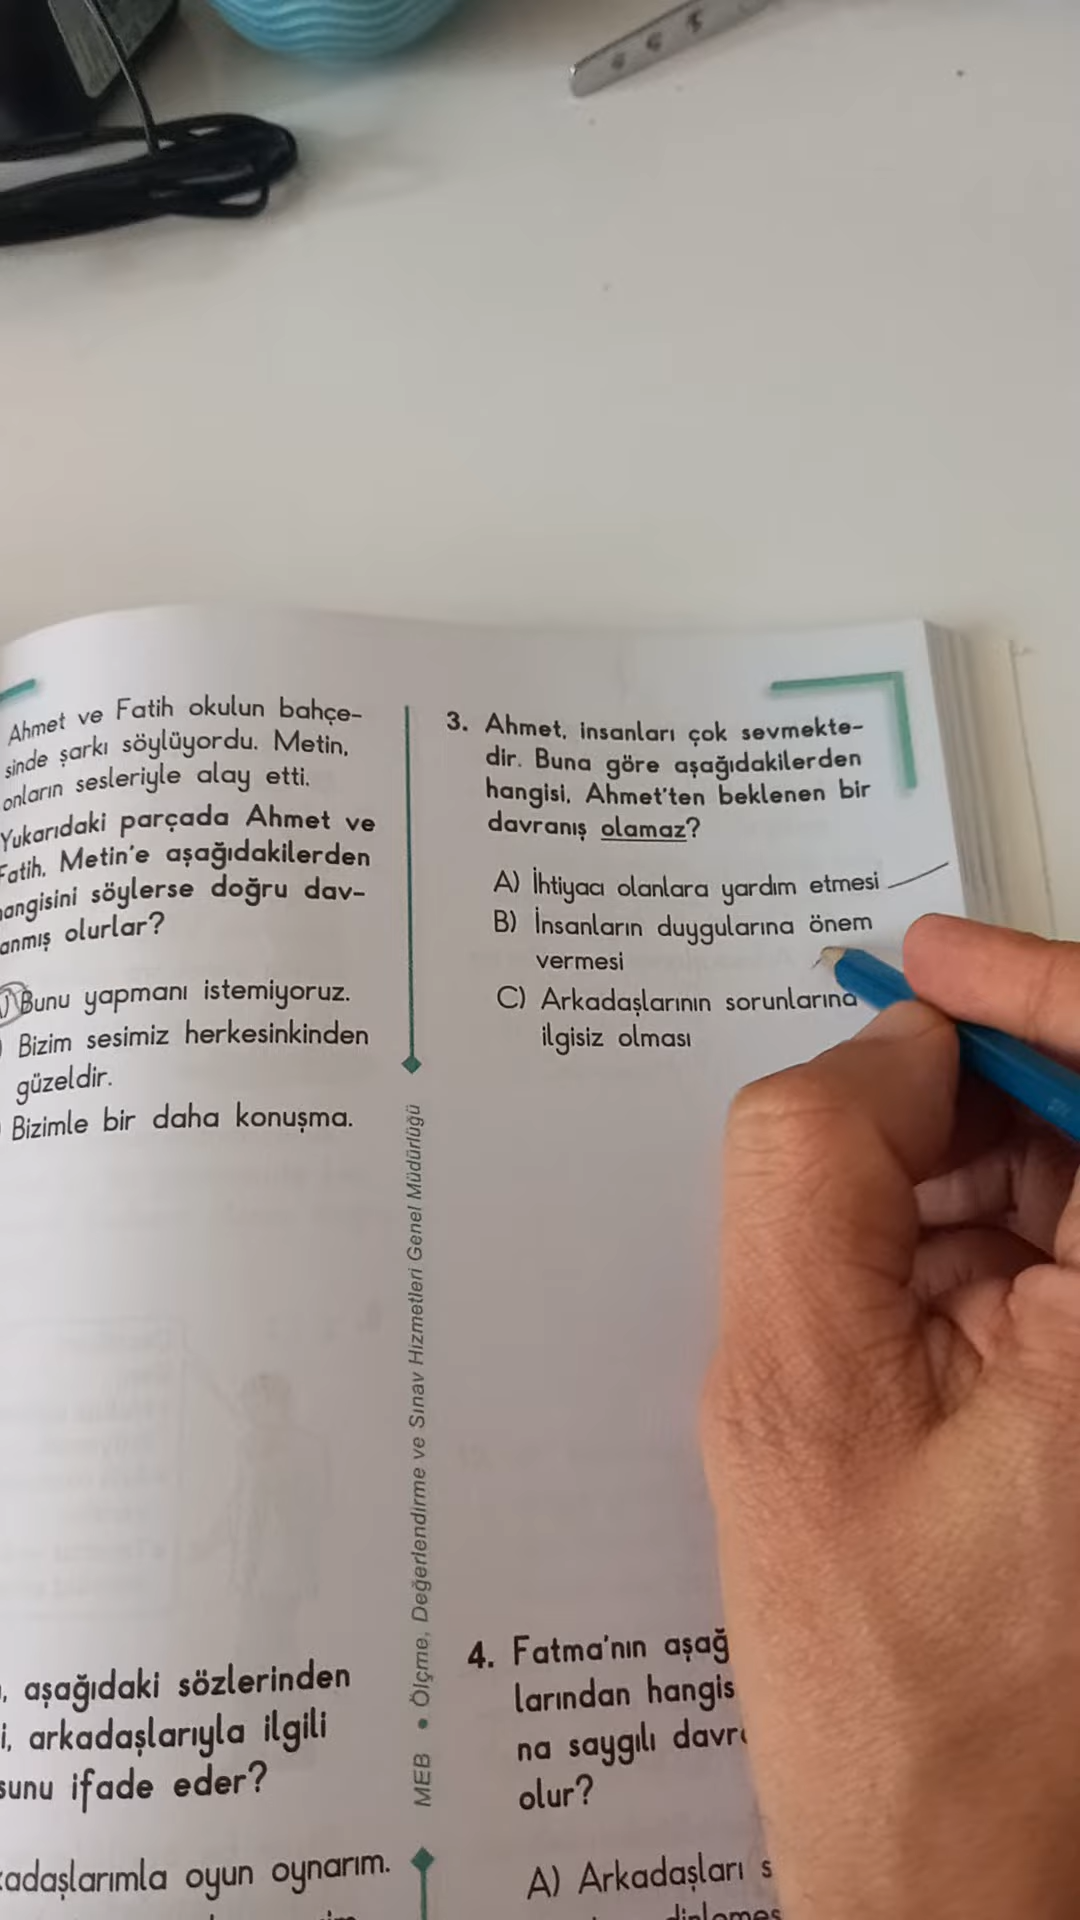 Ahmet ve Fatih okulun bahçe-
sinde şarkı söylüyordu. Metin,
onların sesleriyle alay etti.
Yukarıdaki parçada Ahmet ve
Fatih, Metin'e aşağıdakilerden
hangisini söylerse doğru dav-
anmış olurlar?
Bunu yapmanı istemiyoruz.
Bizim sesimiz herkesinkinden
güzeldir.
Bizimle bir daha konuşma.
, aşağıdaki sözlerinden
i, arkadaşlarıyla ilgili
sunu ifade eder?
kadaşlarımla oyun oynarım.
MEB • Ölçme, Değerlendirme ve Sınav Hizmetleri Genel Müdürlüğü
3. Ahmet, insanları çok sevmekte-
dir. Buna göre aşağıdakilerden
hangisi, Ahmet'ten beklenen bir
davranış olamaz?
A) İhtiyacı olanlara yardım etmesi
B) İnsanların duygularına önem
vermesi
C) Arkadaşlarının sorunlarına
ilgisiz olması
4. Fatma'nın aşağ
larından hangis
na saygılı davr
olur?
A) Arkadaşları s